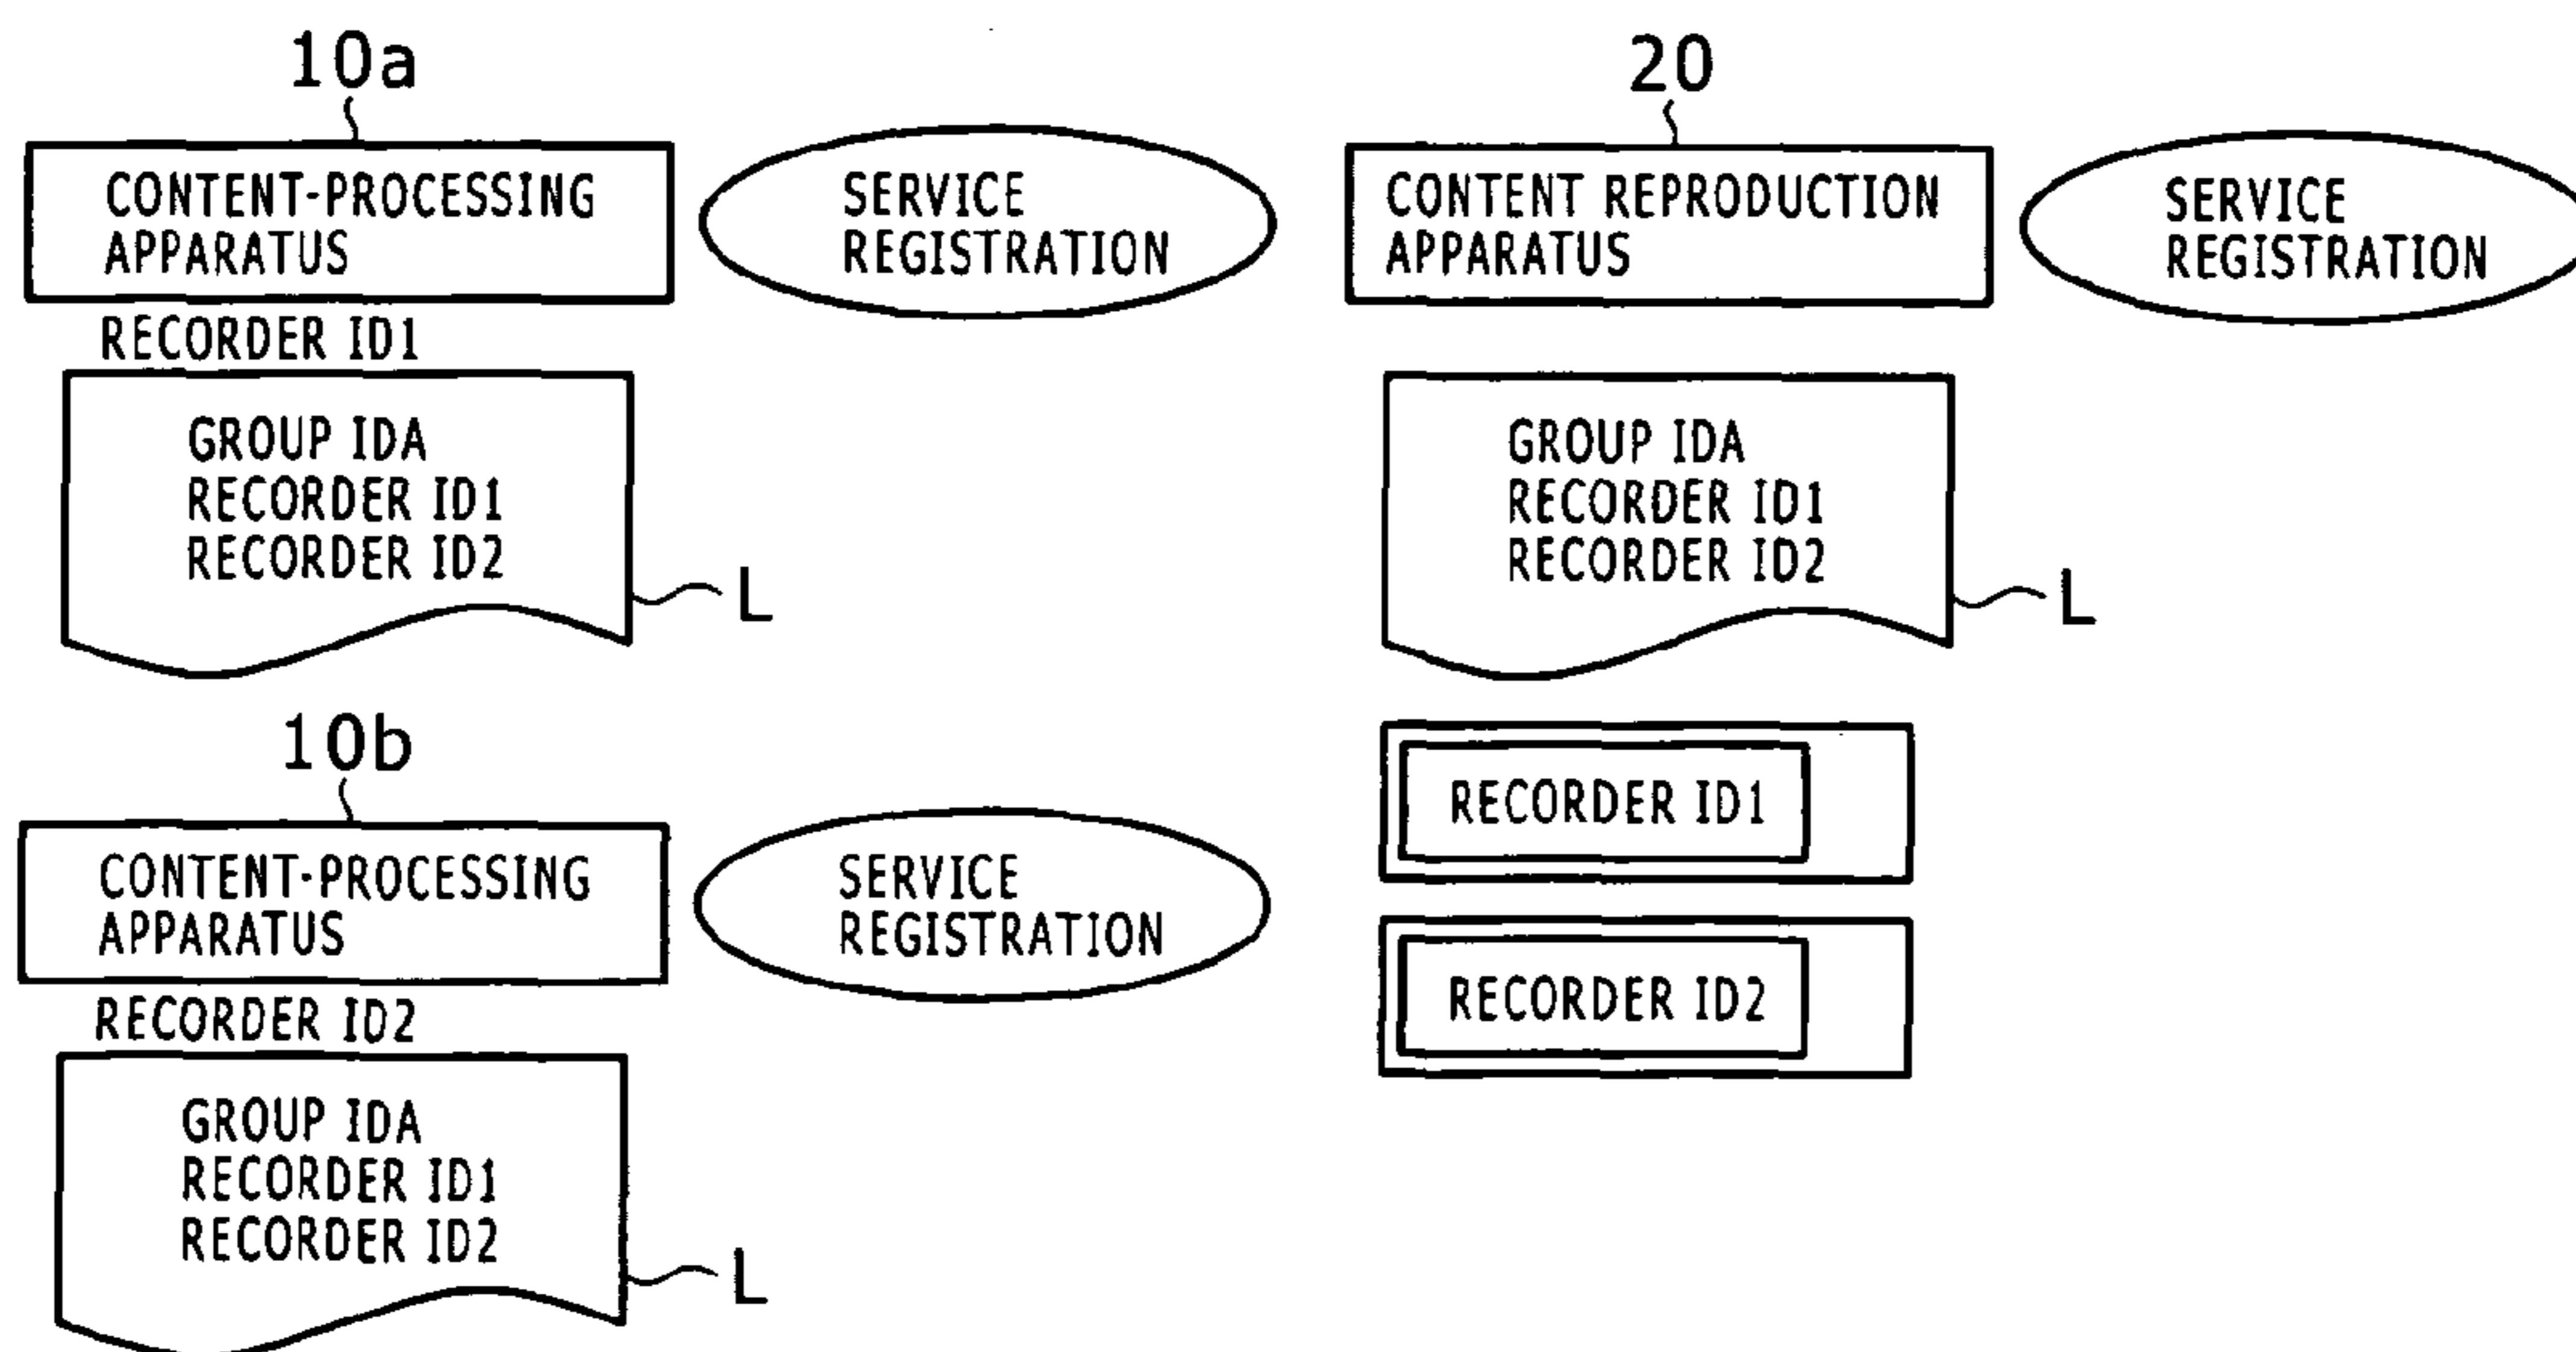 10a
CONTENT-PROCESSING
APPARATUS
SERVICE
REGISTRATION
RECORDER ID1
GROUP IDA
RECORDER ID1
RECORDER ID2
L
10b
CONTENT-PROCESSING
APPARATUS
SERVICE
REGISTRATION
RECORDER ID2
GROUP IDA
RECORDER ID1
RECORDER ID2
L
20
CONTENT REPRODUCTION
APPARATUS
SERVICE
REGISTRATION
GROUP IDA
RECORDER ID1
RECORDER ID2
L
RECORDER ID1
RECORDER ID2